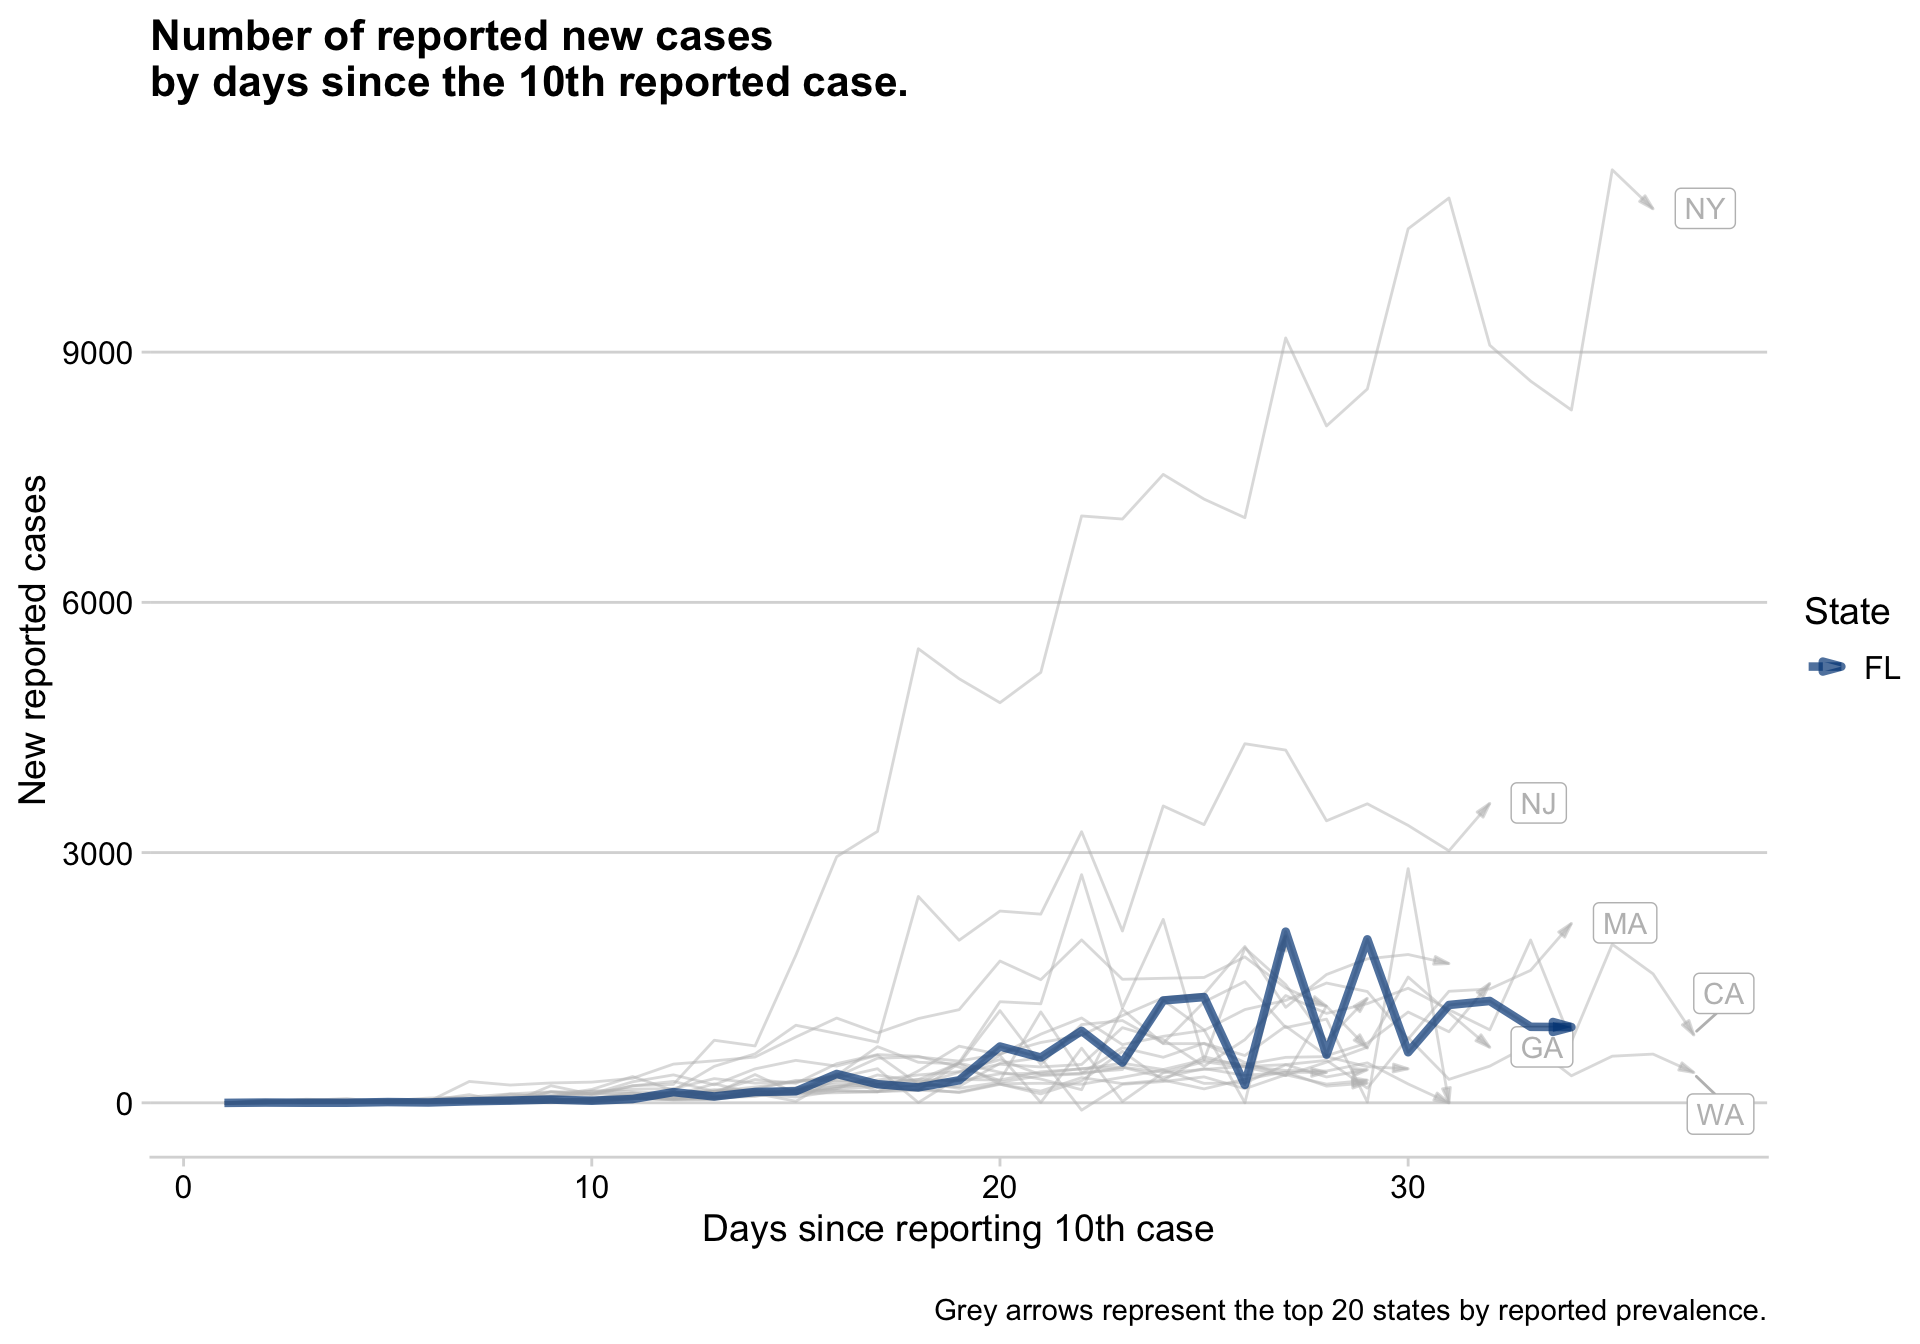 Number of reported new cases
by days since the 10th reported case.
NY
9000
New reported cases
6000
State
FL
NJ
3000
MA
CA
GA
0
WA
0
10
20
30
Days since reporting 10th case
Grey arrows represent the top 20 states by reported prevalence.